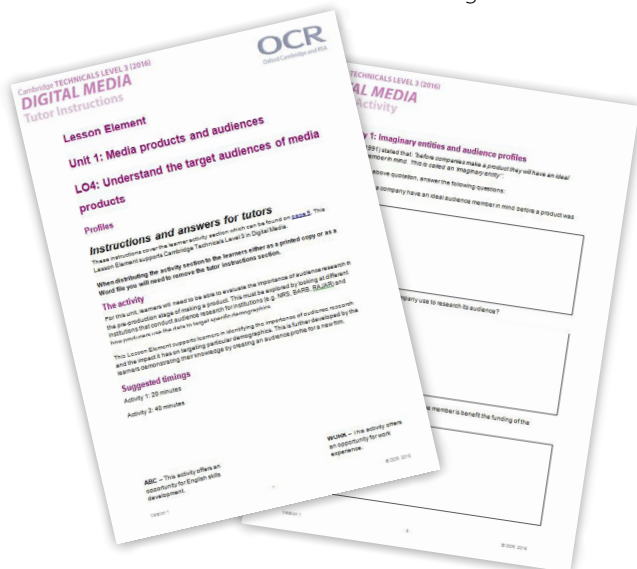 OCR
Oxford Cambridge and RSA
Cambridge TECHNICALS LEVEL 3 (2016)
DIGITAL MEDIA
Tutor Instructions
Lesson Element
Unit 1: Media products and audiences
LO4: Understand the target audiences of media
products
Profiles
Instructions and answers for tutors
These instructions cover the learner activity section which can be found on page 5. This
Lesson Element supports Cambridge Technicals Level 3 in Digital Media.
When distributing the activity section to the learners either as a printed copy or as a
Word file you will need to remove the tutor instructions section.
The activity
For this unit, learners will need to be able to evaluate the importance of audience research in
the pre-production stage of making a product. This must be explored by looking at different
institutions that conduct audience research for institutions (e.g. NRS, BARB, RAJAR) and
how producers use the data to target specific demographics.
This Lesson Element supports learners in identifying the importance of audience research
and the impact it has on targeting particular demographics. This is further developed by the
learners demonstrating their knowledge by creating an audience profile for a new film.
Suggested timings
Activity 1: 20 minutes
Activity 2: 40 minutes
ABC – This activity offers an
opportunity for English skills
development.
WORK – This activity offers
an opportunity for work
experience.
Version 1
© OCR 2016
TECHNICALS LEVEL 3 (2016)
MEDIA
Activity
1: Imaginary entities and audience profiles
1991) stated that: "before companies make a product they will have an ideal
member in mind. This is called an 'imaginary entity'".
above quotation, answer the following questions:
a company have an ideal audience member in mind before a product was
company use to research its audience?
member is benefit the funding of the
© OCR 2016